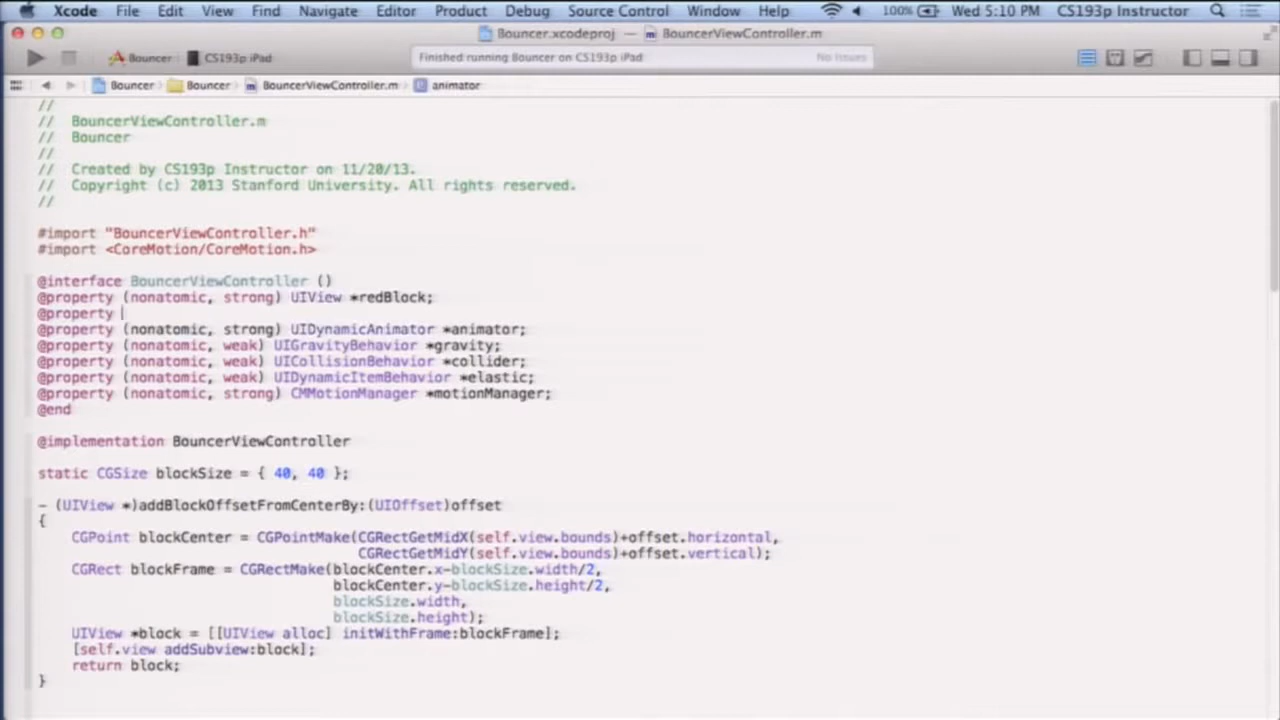 Xcode File Edit View Find Navigate Editor Product Debug Source Control Window Help 100% Wed 5:10 PM CS193p Instructor
Bouncer.xcodeproj — BouncerViewController.m
Bouncer CS193p iPad Finished running Bouncer on CS193p iPad No Issues
Bouncer Bouncer BouncerViewController.m animator
//
// BouncerViewController.m
// Bouncer
//
// Created by CS193p Instructor on 11/20/13.
// Copyright (c) 2013 Stanford University. All rights reserved.
//
#import "BouncerViewController.h"
#import <CoreMotion/CoreMotion.h>
@interface BouncerViewController ()
@property (nonatomic, strong) UIView *redBlock;
@property
@property (nonatomic, strong) UIDynamicAnimator *animator;
@property (nonatomic, weak) UIGravityBehavior *gravity;
@property (nonatomic, weak) UICollisionBehavior *collider;
@property (nonatomic, weak) UIDynamicItemBehavior *elastic;
@property (nonatomic, strong) CMMotionManager *motionManager;
@end
@implementation BouncerViewController
static CGSize blockSize = { 40, 40 };
- (UIView *)addBlockOffsetFromCenterBy:(UIOffset)offset
{
CGPoint blockCenter = CGPointMake(CGRectGetMidX(self.view.bounds)+offset.horizontal,
CGRectGetMidY(self.view.bounds)+offset.vertical);
CGRect blockFrame = CGRectMake(blockCenter.x-blockSize.width/2,
blockCenter.y-blockSize.height/2,
blockSize.width,
blockSize.height);
UIView *block = [[UIView alloc] initWithFrame:blockFrame];
[self.view addSubview:block];
return block;
}